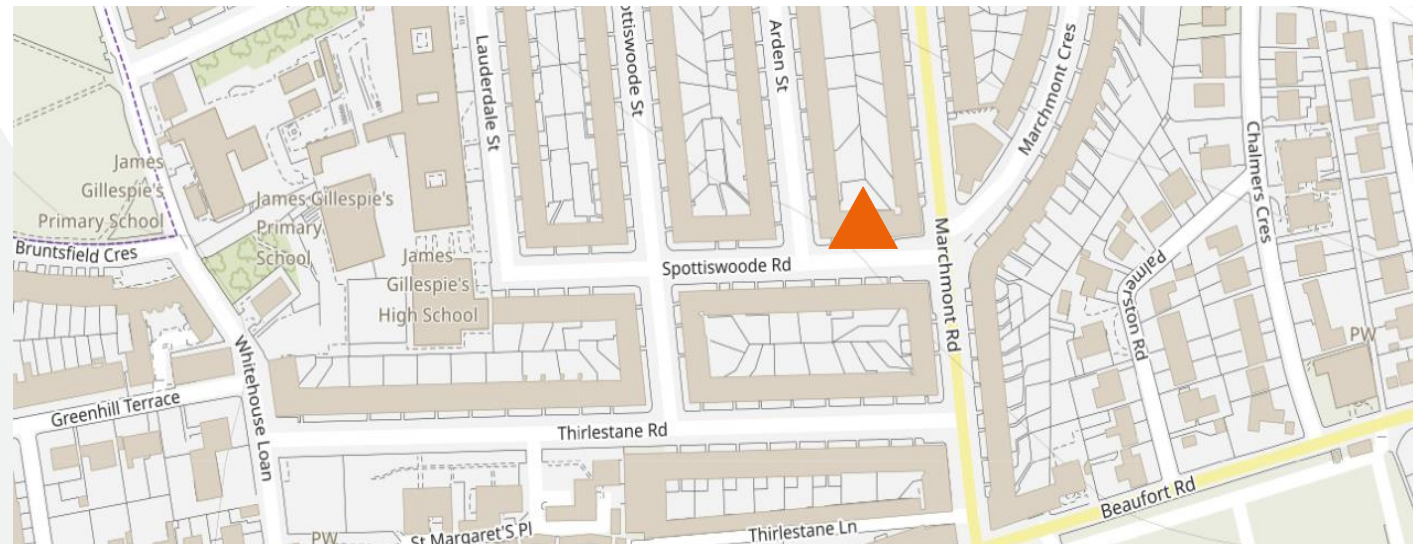 Lauderdale St
ottiswoode St
Arden St
Marchmont Cres
Chalmers Cres
James
Gillespie's
Primary School
James Gillespie's
Primary
School
Bruntsfield Cres
James
Gillespie's
High School
Spottiswoode Rd
Marchmont Rd
Palmerston Rd
PW
Whitehouse Loan
Greenhill Terrace
Thirlestane Rd
Beaufort Rd
PW
St Margaret'S Pl
Thirlestane Ln